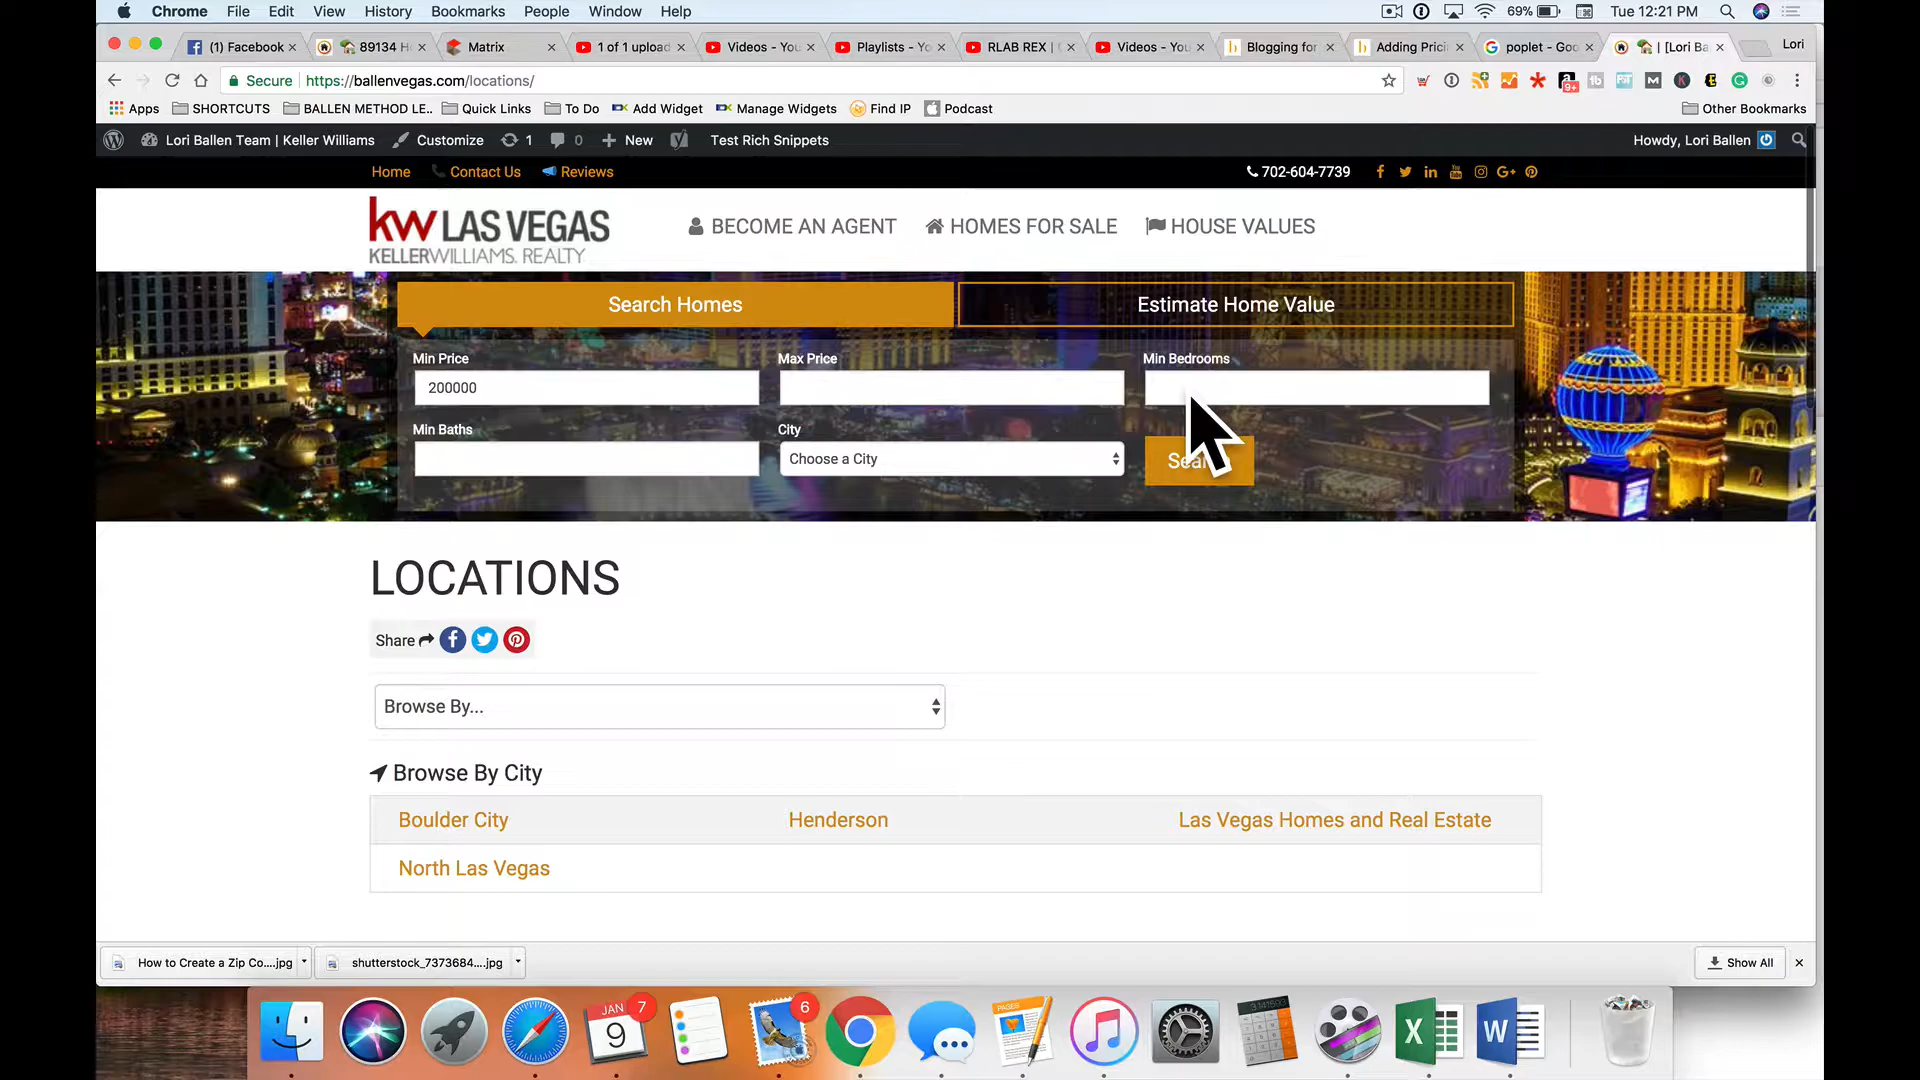 Chrome File Edit View History Bookmarks People Window Help 69% Tue 12:21 PM
(1) Facebook 89134 H Matrix 1 of 1 upload Videos - You Playlists - Yo RLAB REX | Videos - You Blogging for Adding Prici poplet - Goo | [Lori Ba Lori
Secure https://ballenvegas.com/locations/
Apps SHORTCUTS BALLEN METHOD LE.. Quick Links To Do Add Widget Manage Widgets Find IP Podcast Other Bookmarks
Lori Ballen Team | Keller Williams Customize 1 0 New Test Rich Snippets Howdy, Lori Ballen
Home Contact Us Reviews 702-604-7739
kw LAS VEGAS
KELLERWILLIAMS. REALTY
BECOME AN AGENT HOMES FOR SALE HOUSE VALUES
Search Homes Estimate Home Value
Min Price Max Price Min Bedrooms
200000
Min Baths City
Choose a City
LOCATIONS
Share
Browse By...
Browse By City
Boulder City Henderson Las Vegas Homes and Real Estate
North Las Vegas
How to Create a Zip Co....jpg shutterstock_7373684....jpg Show All
JAN 7
9
6
PAGES
X
W